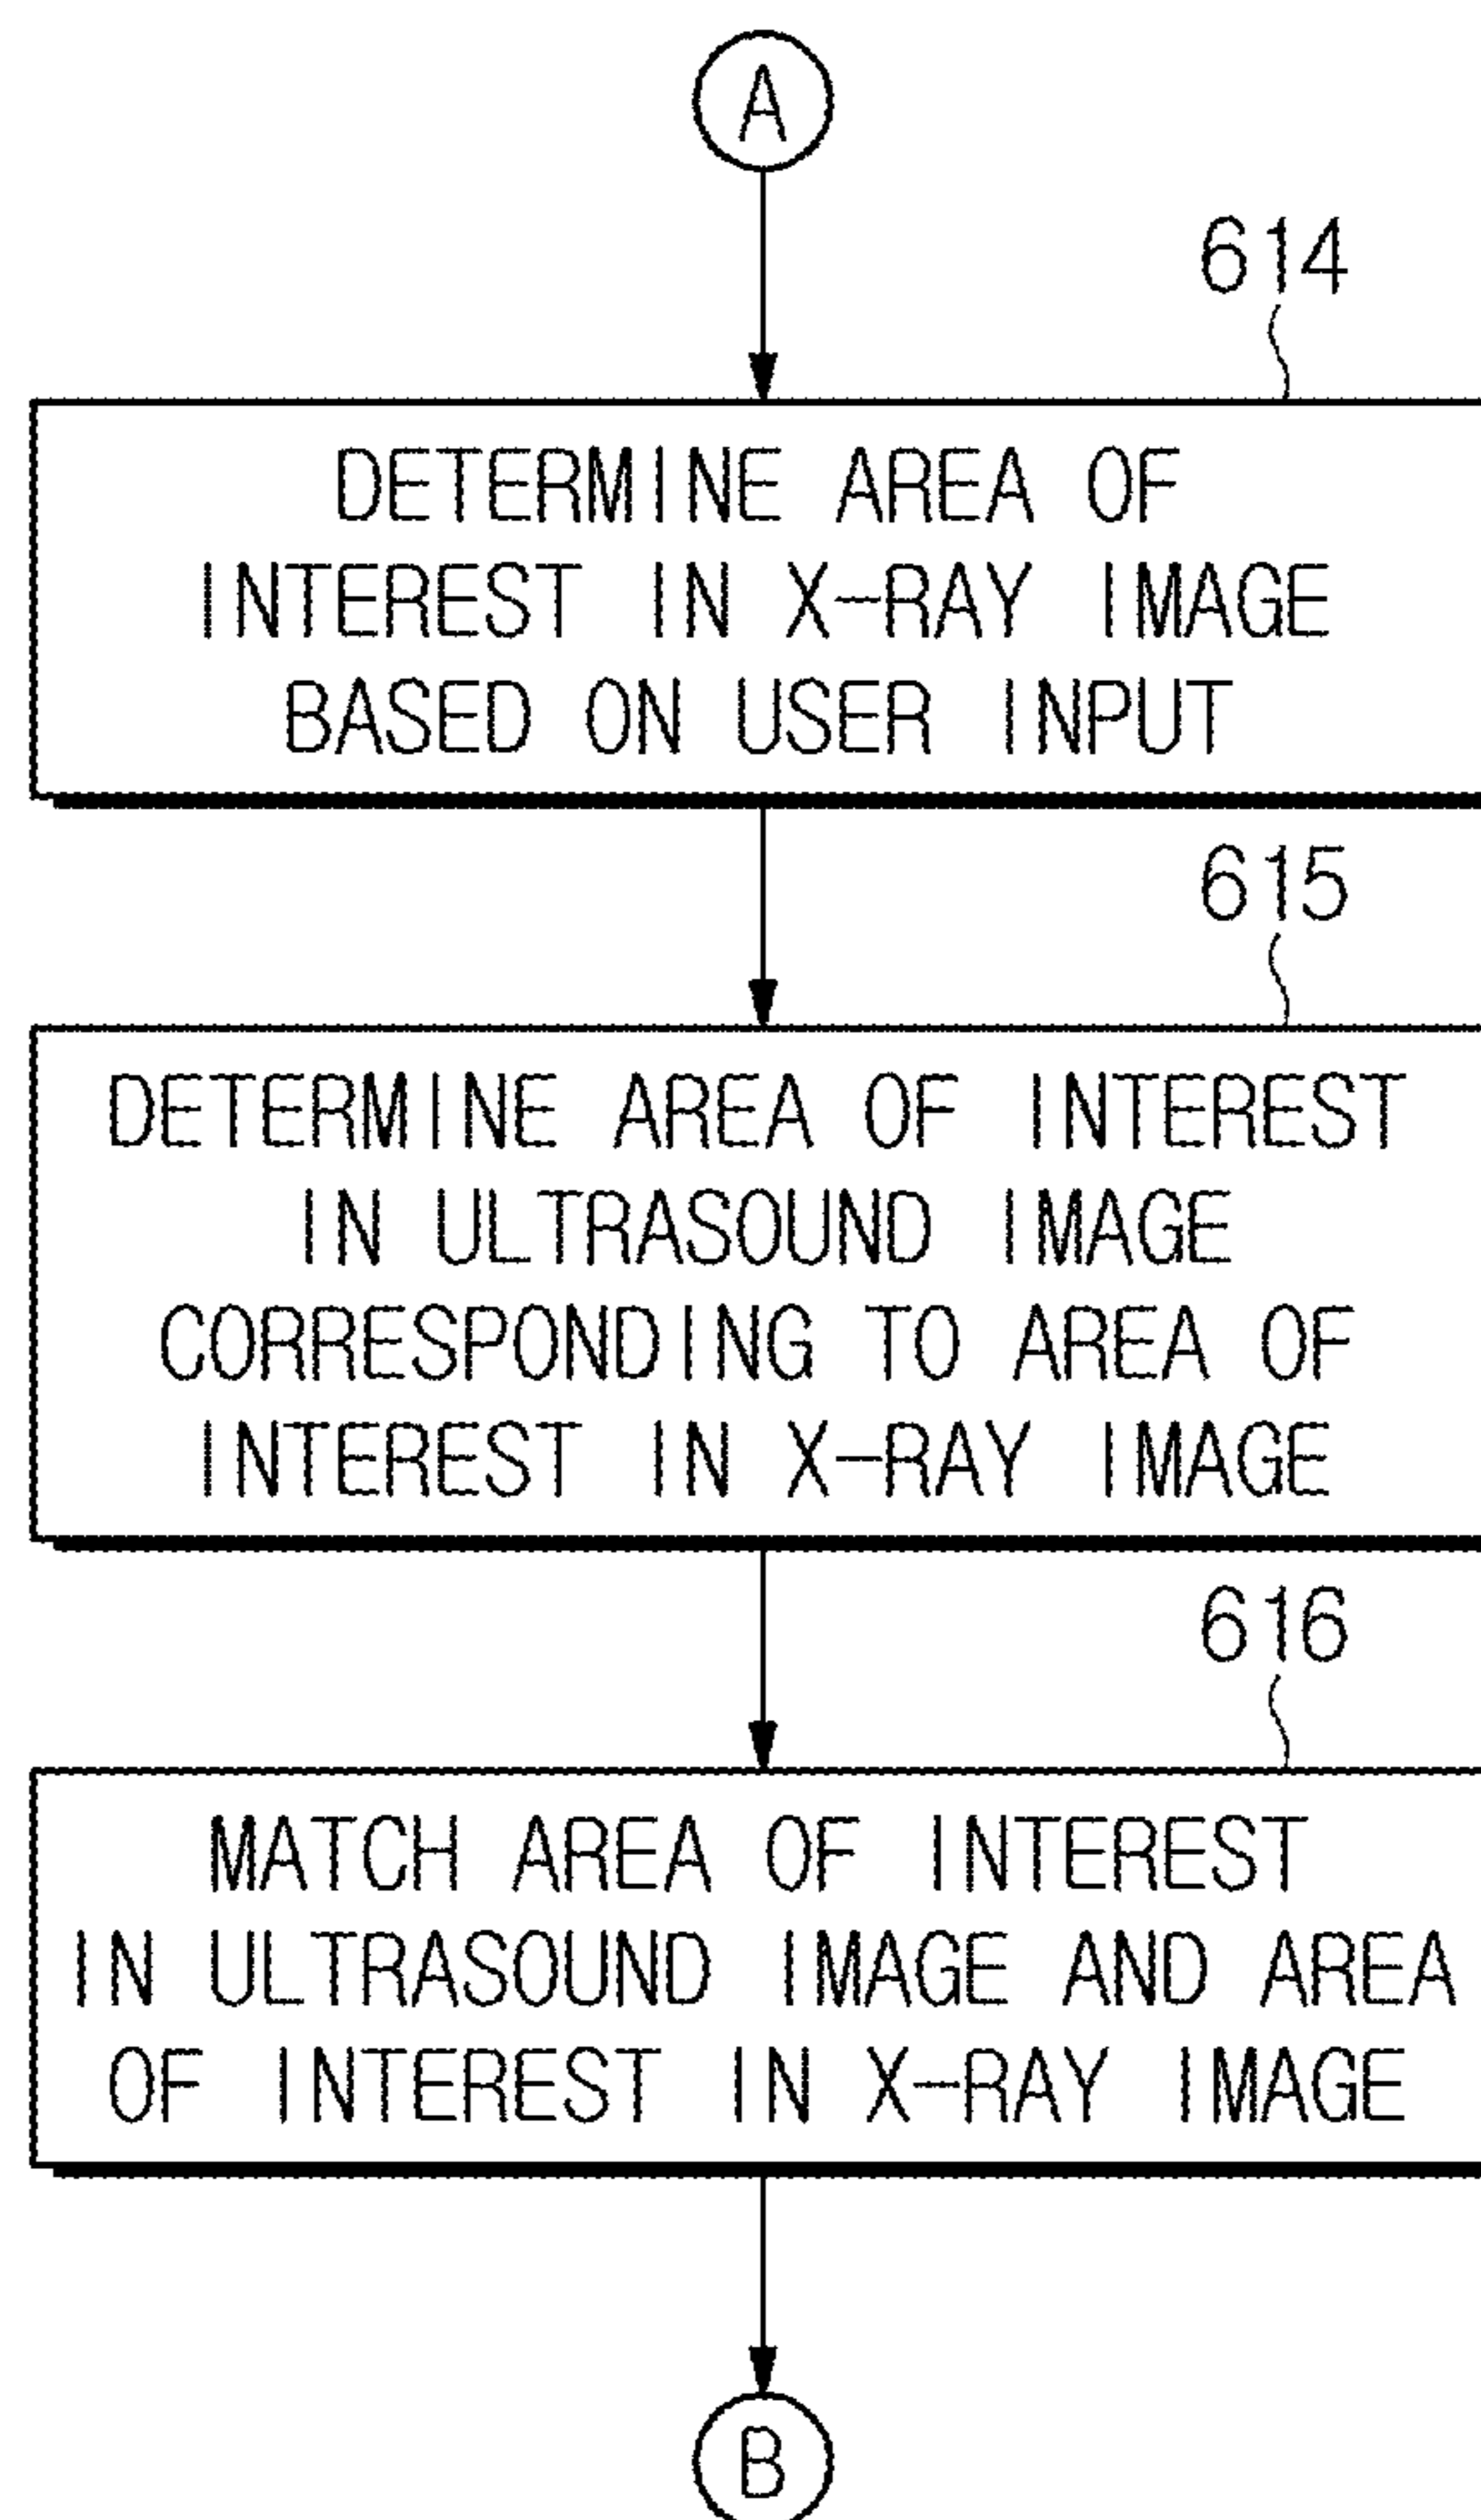 A
614
DETERMINE AREA OF
INTEREST IN X-RAY IMAGE
BASED ON USER INPUT
615
DETERMINE AREA OF INTEREST
IN ULTRASOUND IMAGE
CORRESPONDING TO AREA OF
INTEREST IN X-RAY IMAGE
616
MATCH AREA OF INTEREST
IN ULTRASOUND IMAGE AND AREA
OF INTEREST IN X-RAY IMAGE
B